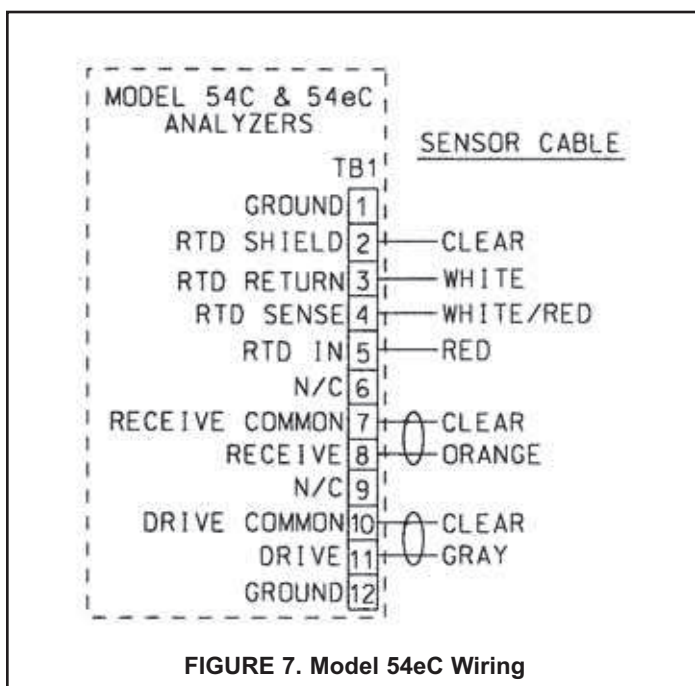 MODEL 54C & 54eC
ANALYZERS
SENSOR CABLE
TB1
GROUND 1
RTD SHIELD 2 CLEAR
RTD RETURN 3 WHITE
RTD SENSE 4 WHITE/RED
RTD IN 5 RED
N/C 6
RECEIVE COMMON 7 CLEAR
RECEIVE 8 ORANGE
N/C 9
DRIVE COMMON 10 CLEAR
DRIVE 11 GRAY
GROUND 12
FIGURE 7. Model 54eC Wiring